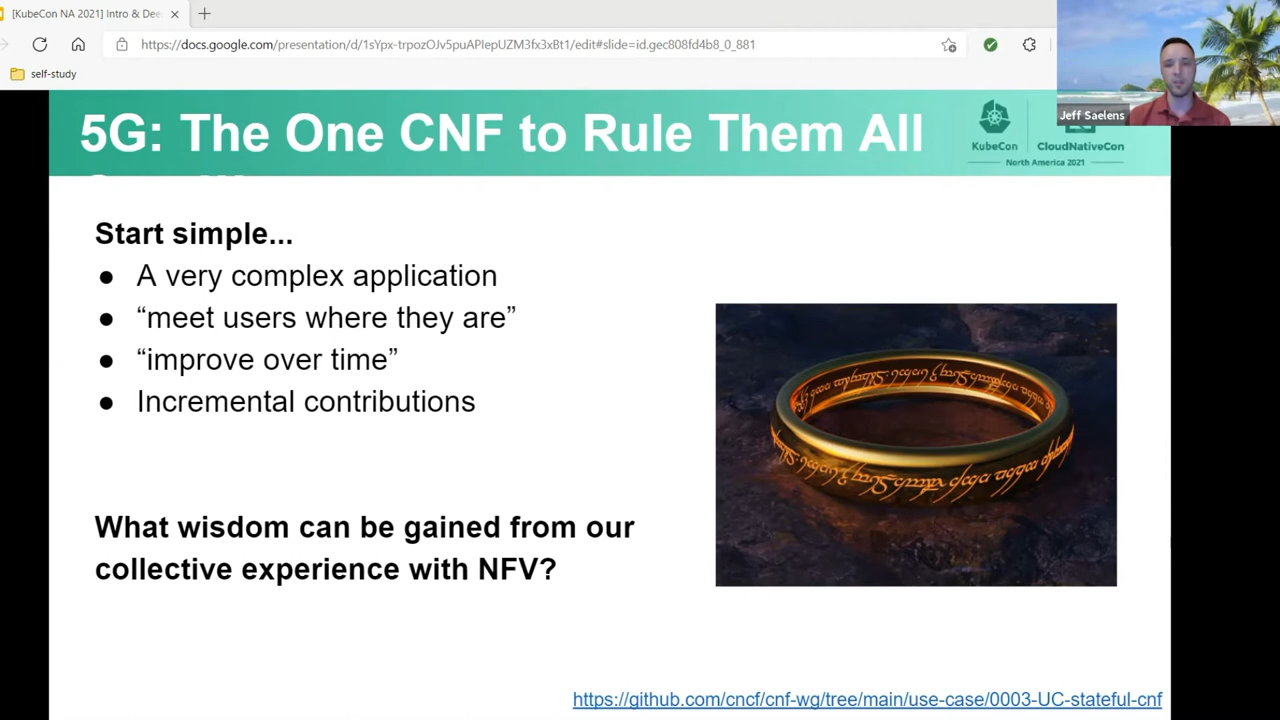 [KubeCon NA 2021] Intro & Dee
https://docs.google.com/presentation/d/1sYpx-trpozOJv5puAPIepUZM3fx3xBt1/edit#slide=id.gec808fd4b8_0_881
self-study
Jeff Saelens
5G: The One CNF to Rule Them All
KubeCon
CloudNativeCon
North America 2021
Start simple...
● A very complex application
● “meet users where they are”
● “improve over time”
● Incremental contributions
What wisdom can be gained from our
collective experience with NFV?
https://github.com/cncf/cnf-wg/tree/main/use-case/0003-UC-stateful-cnf